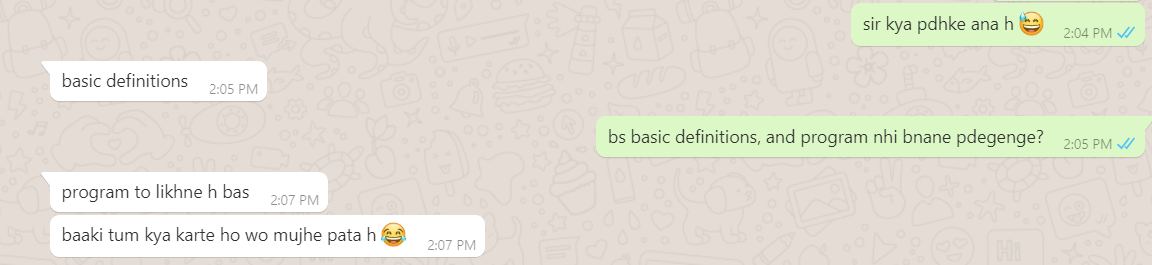 sir kya pdhke ana h 😅 2:04 PM
basic definitions 2:05 PM
bs basic definitions, and program nhi bnane pdegenge? 2:05 PM
program to likhne h bas 2:07 PM
baaki tum kya karte ho wo mujhe pata h 😂 2:07 PM